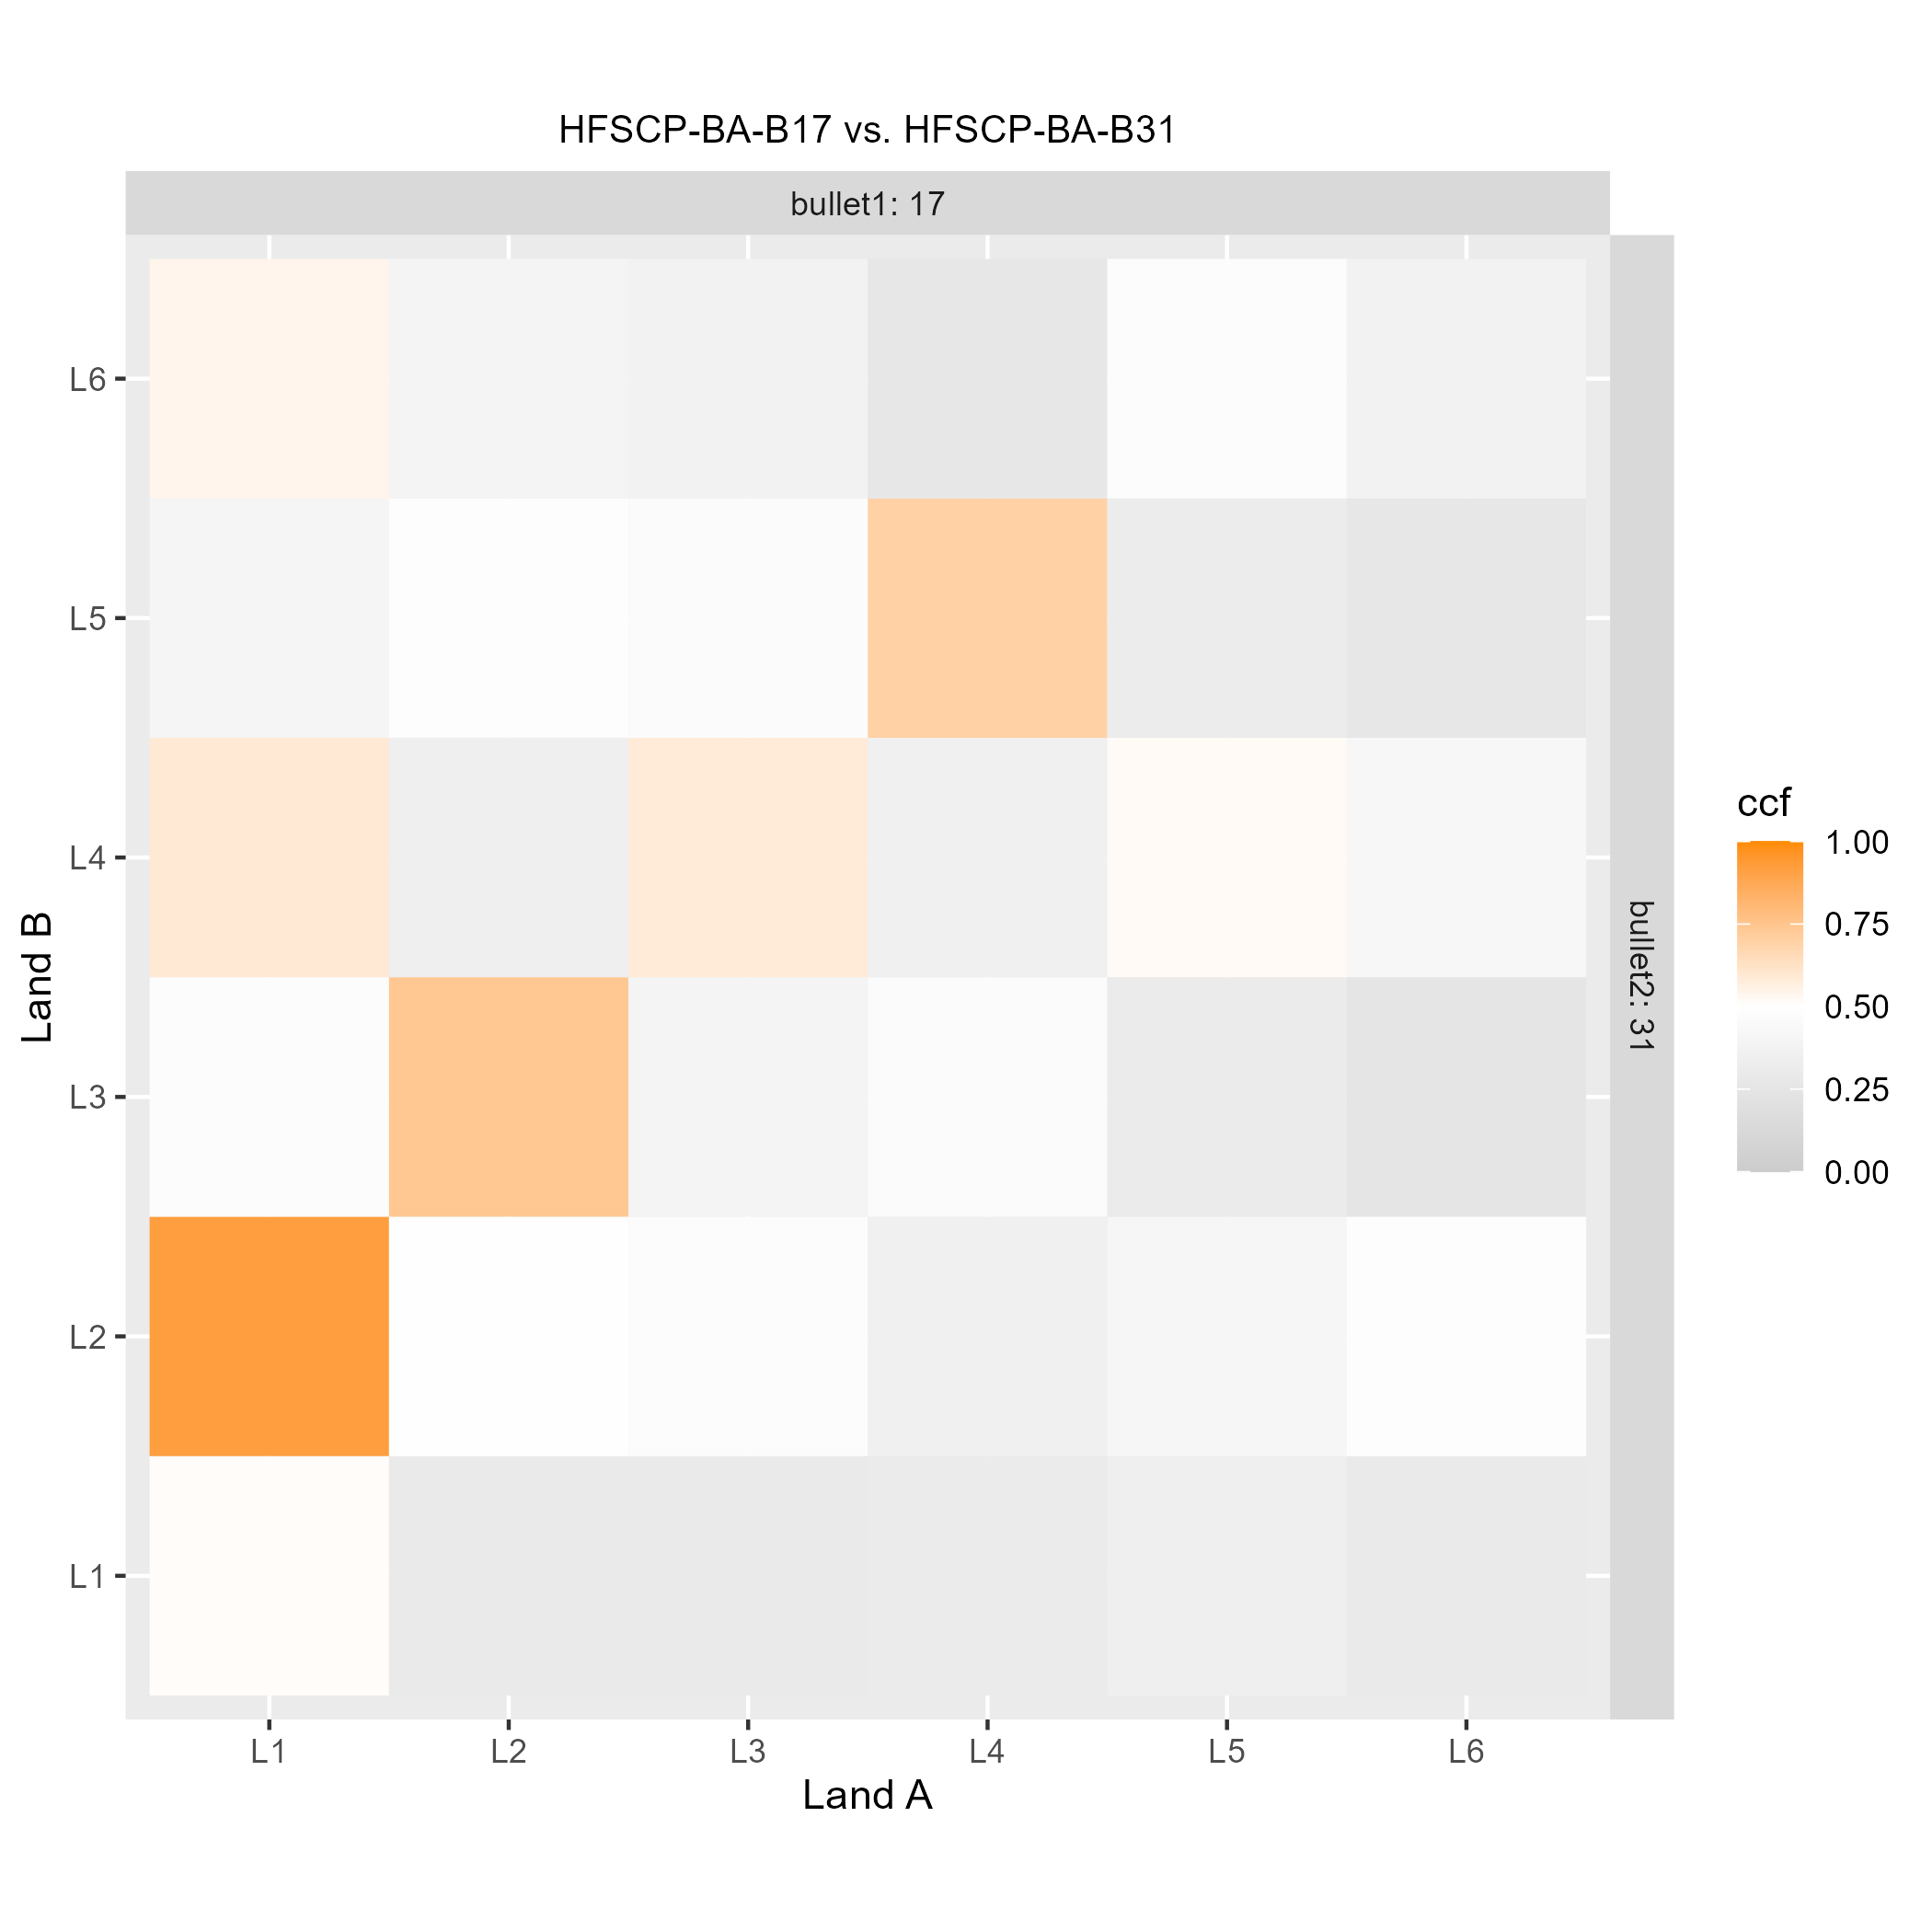 HFSCP-BA-B17 vs. HFSCP-BA-B31
bullet1: 17
L6
L5
L4
L3
L2
L1
Land B
bullet2: 31
L1 L2 L3 L4 L5 L6
Land A
ccf
1.00
0.75
0.50
0.25
0.00